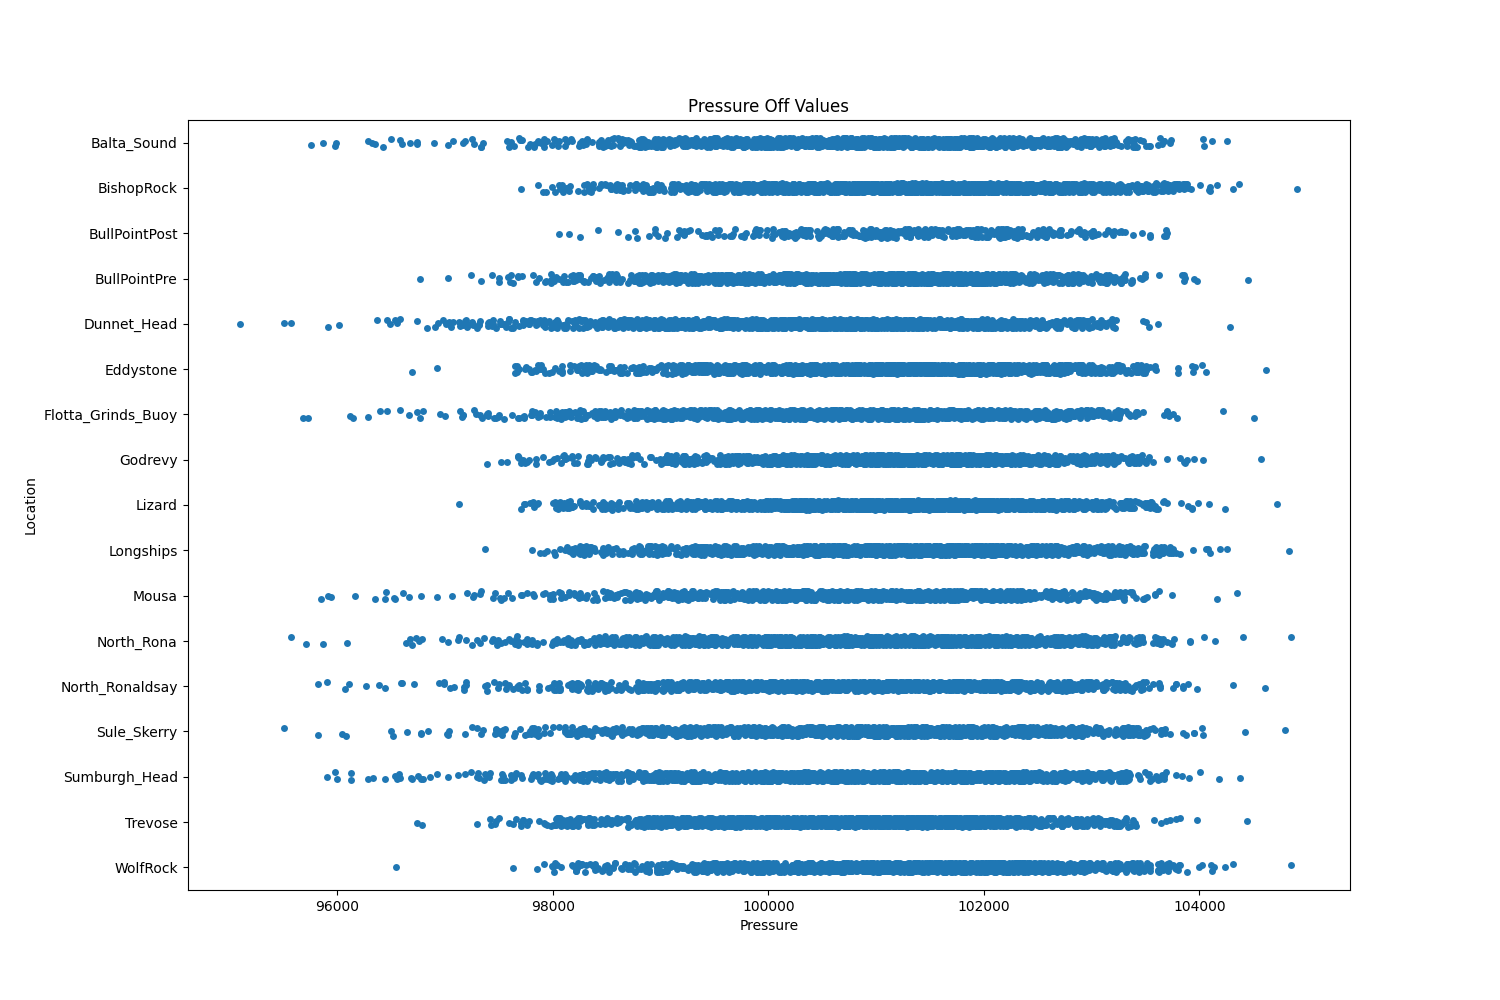 Pressure Off Values
Balta_Sound
BishopRock
BullPointPost
BullPointPre
Dunnet_Head
Eddystone
Flotta_Grinds_Buoy
Godrevy
Lizard
Longships
Mousa
North_Rona
North_Ronaldsay
Sule_Skerry
Sumburgh_Head
Trevose
WolfRock
Location
96000 98000 100000 102000 104000
Pressure